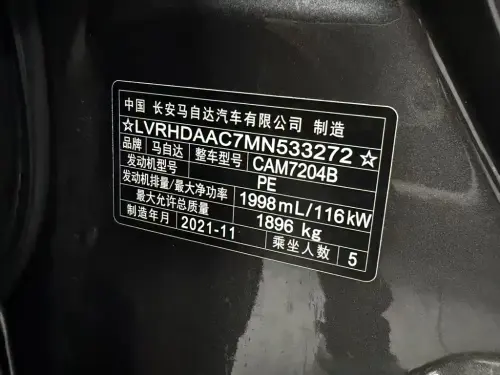 中国 长安马自达汽车有限公司 制造
☆LVRHDAAC7MN533272☆
品牌 马自达 整车型号 CAM7204B
发动机型号 PE
发动机排量/最大净功率 1998mL/116kW
最大允许总质量 1896 kg
制造年月 2021-11 乘坐人数 5